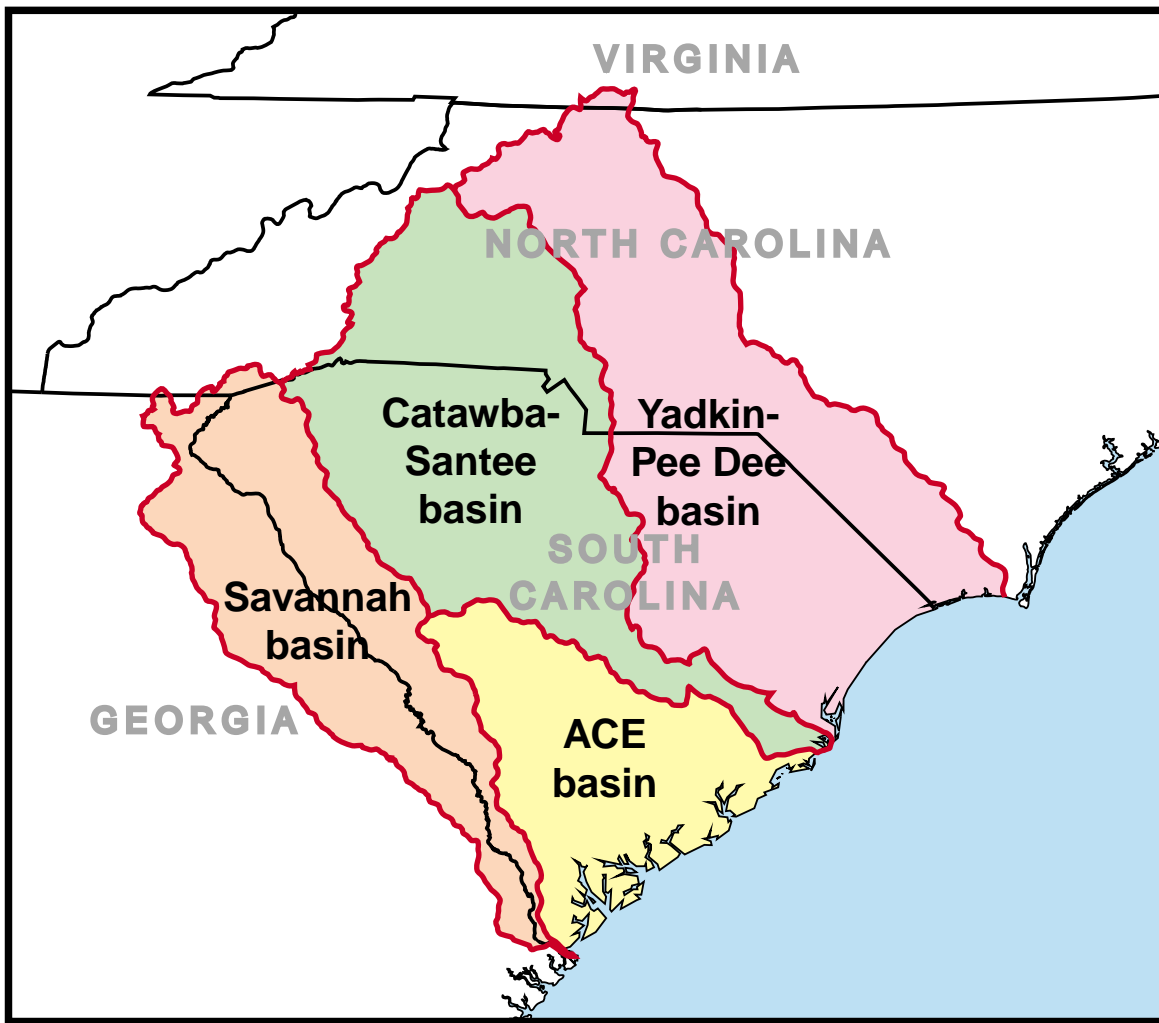 VIRGINIA
NORTH CAROLINA
Catawba-
Santee
basin
Yadkin-
Pee Dee
basin
SOUTH
CAROLINA
Savannah
basin
GEORGIA
ACE
basin